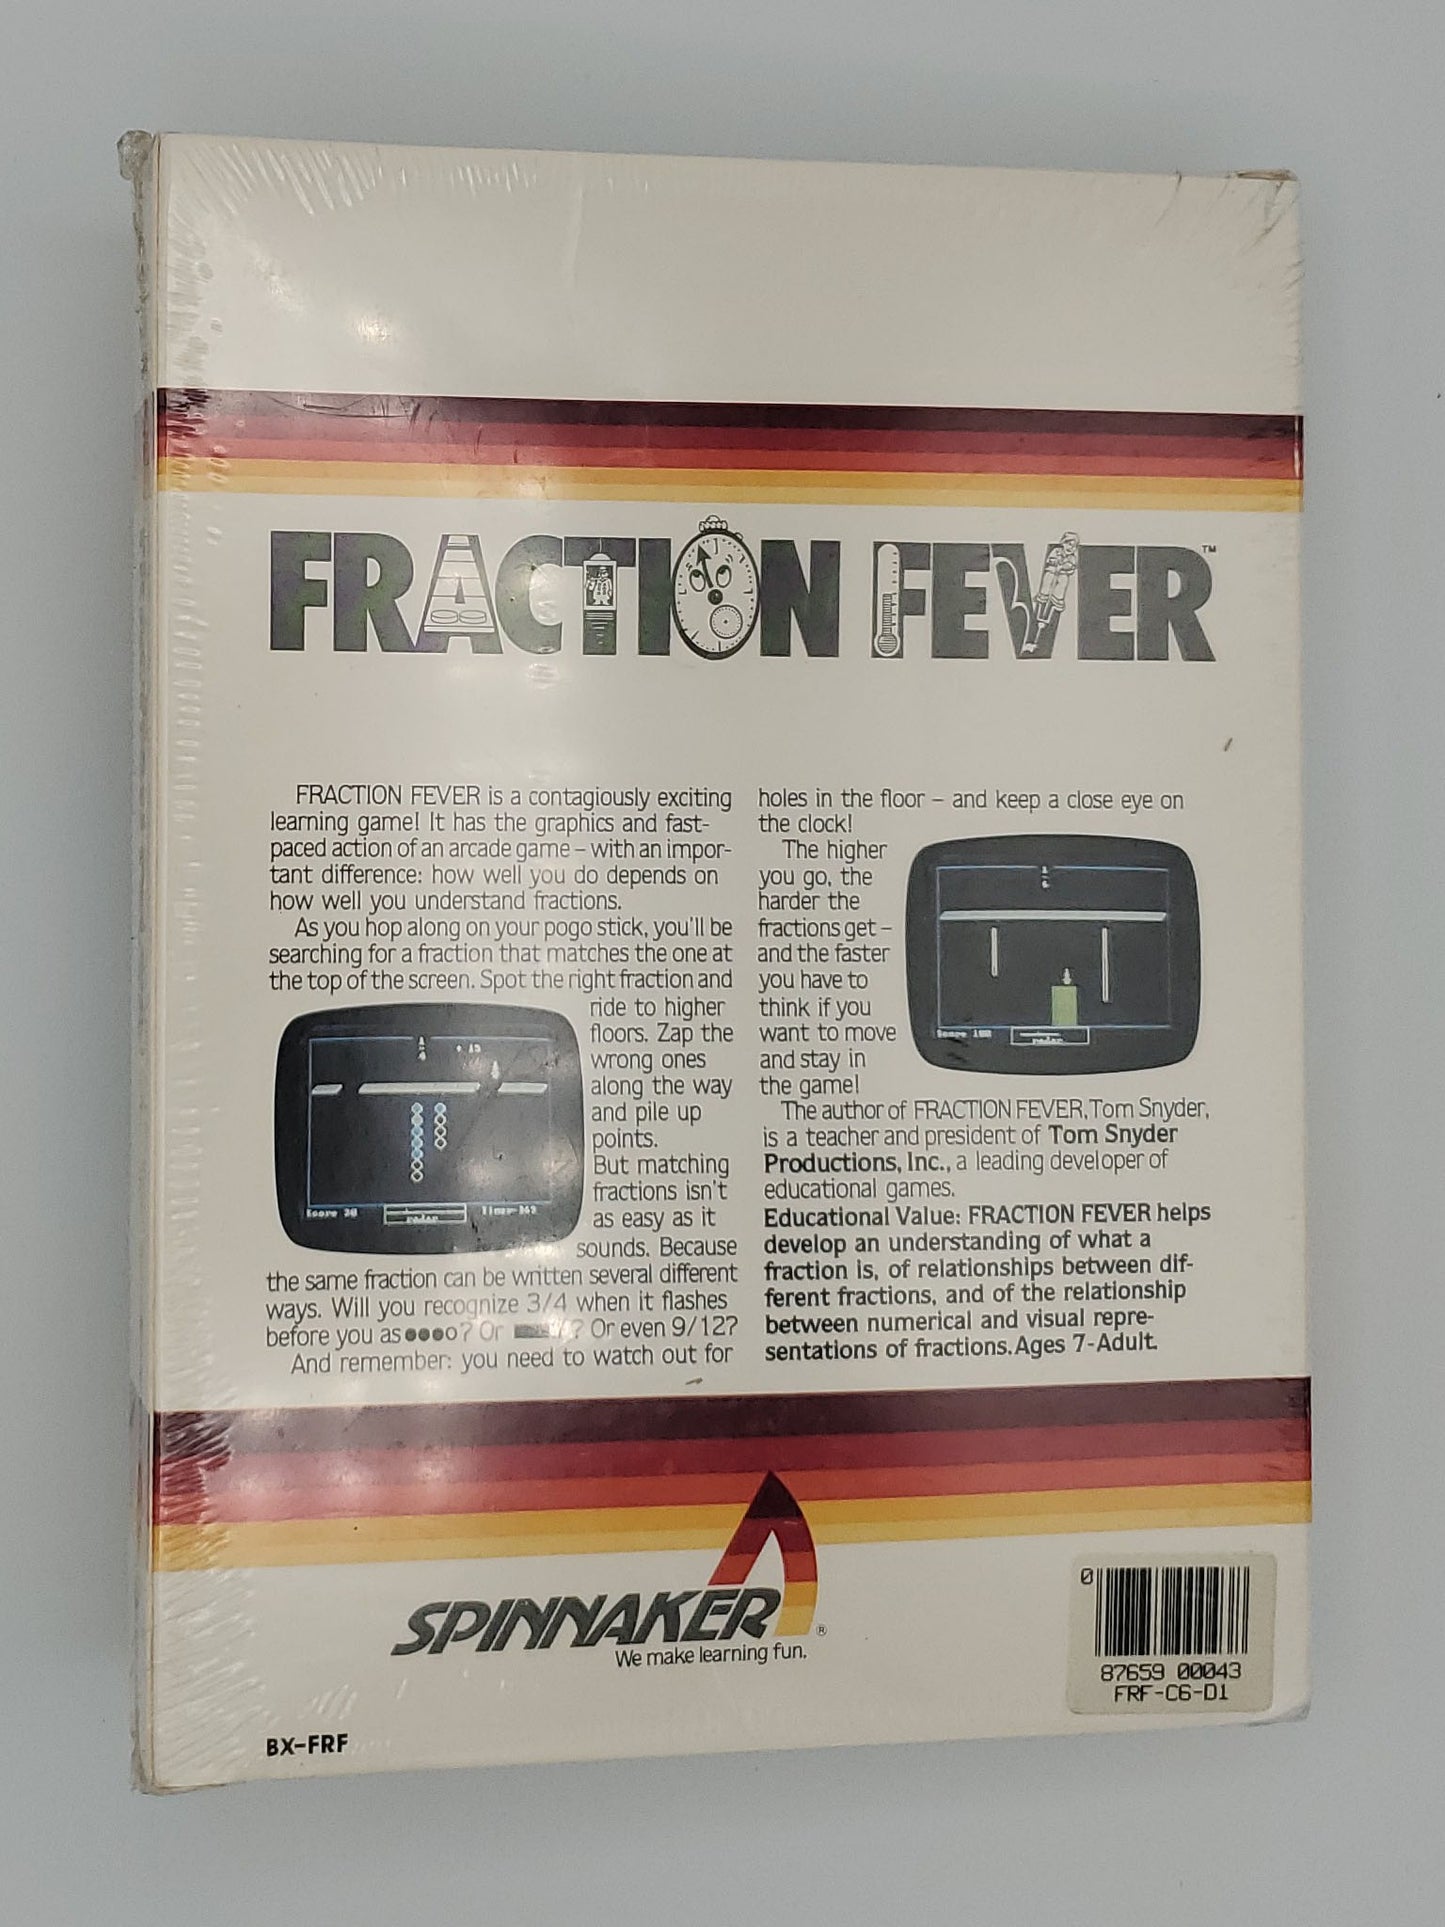 FRACTION FEVER™
FRACTION FEVER is a contagiously exciting
learning game! It has the graphics and fast-
paced action of an arcade game – with an impor-
tant difference: how well you do depends on
how well you understand fractions.
As you hop along on your pogo stick, you'll be
searching for a fraction that matches the one at
the top of the screen. Spot the right fraction and
ride to higher
floors. Zap the
wrong ones
along the way
and pile up
points.
But matching
fractions isn't
as easy as it
sounds. Because
the same fraction can be written several different
ways. Will you recognize 3/4 when it flashes
before you as ●●●○? Or ? Or even 9/12?
And remember: you need to watch out for
1
4
+ 15
Score 30
radar
holes in the floor – and keep a close eye on
the clock!
The higher
you go, the
harder the
fractions get –
and the faster
you have to
think if you
want to move
and stay in
the game!
1
6
radar
The author of FRACTION FEVER, Tom Snyder,
is a teacher and president of Tom Snyder
Productions, Inc., a leading developer of
educational games.
Educational Value: FRACTION FEVER helps
develop an understanding of what a
fraction is, of relationships between dif-
ferent fractions, and of the relationship
between numerical and visual repre-
sentations of fractions. Ages 7-Adult.
SPINNAKER®
We make learning fun.
0
87659 00043
FRF-C6-D1
BX-FRF